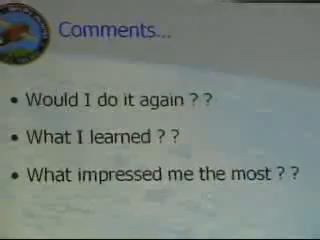 Comments...
• Would I do it again ? ?
• What I learned ? ?
• What impressed me the most ? ?